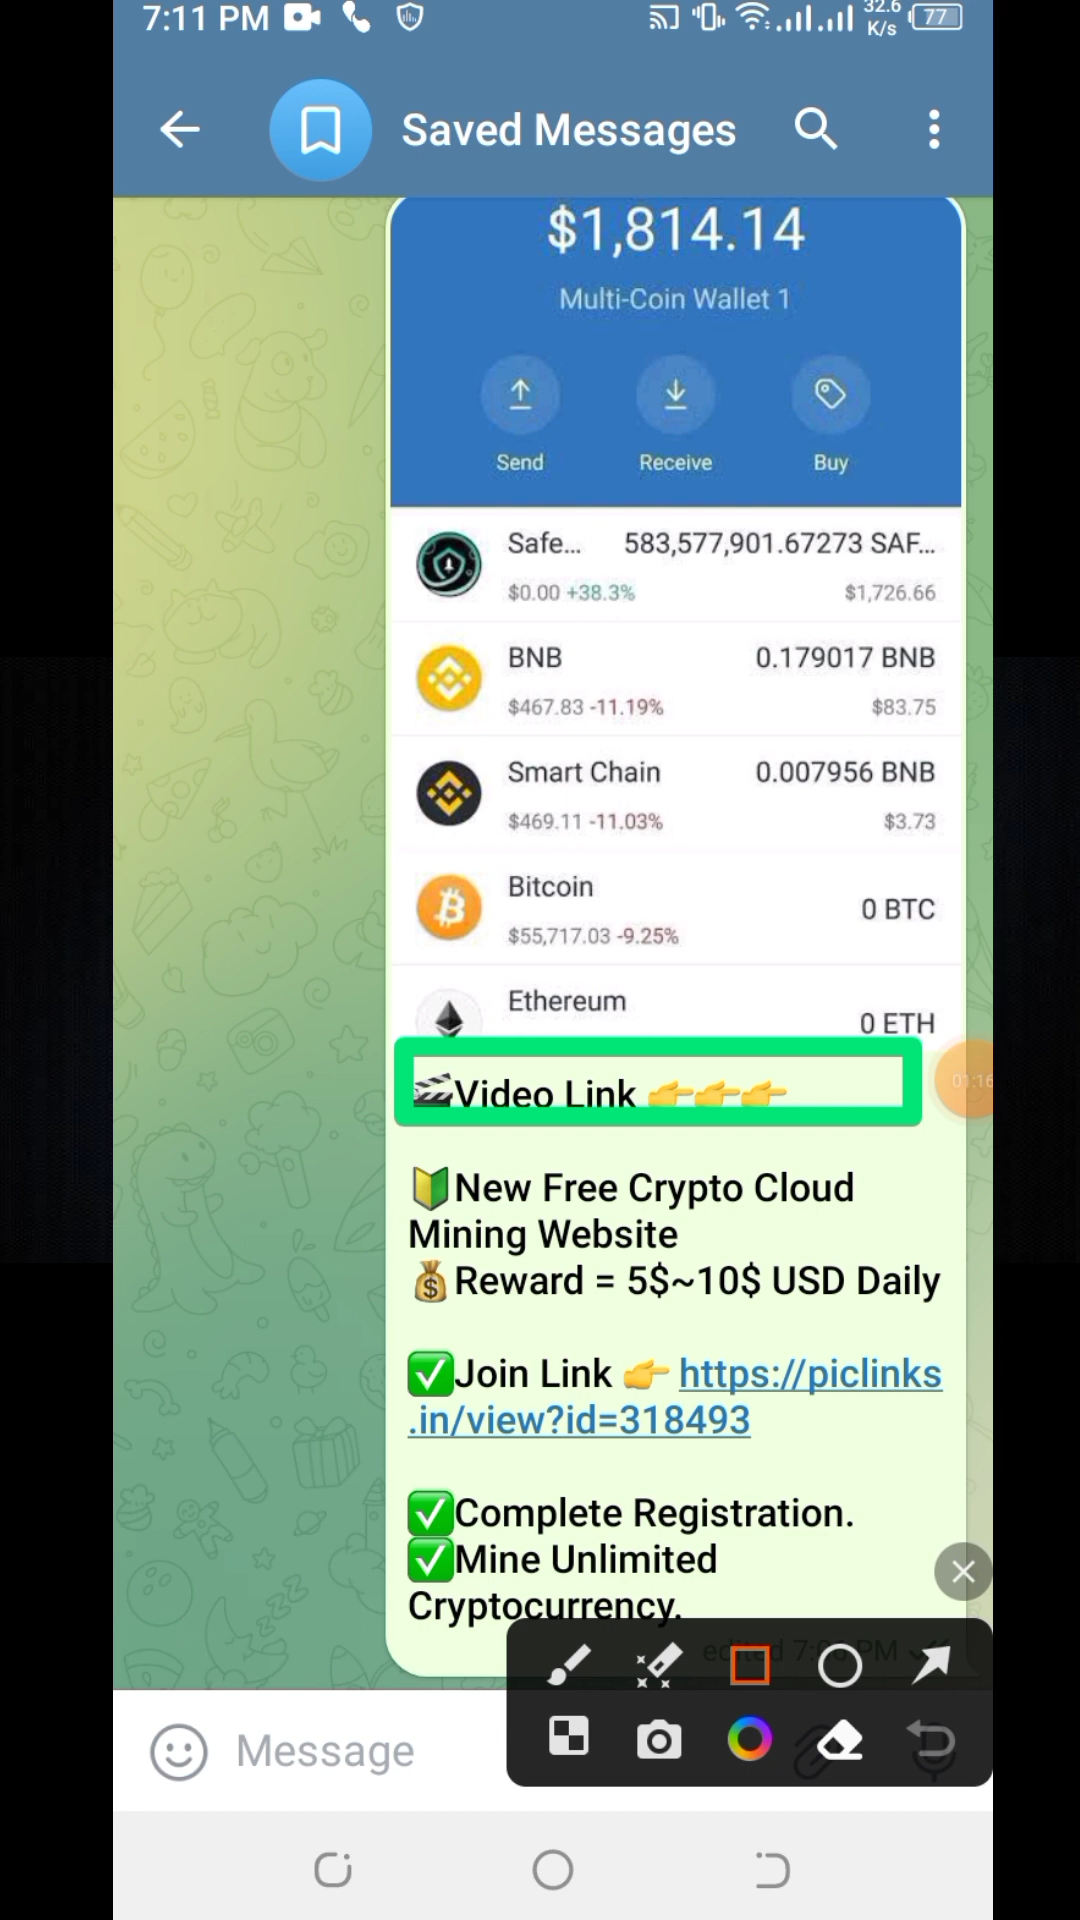 7:11 PM
32.6
K/s
77
Saved Messages
$1,814.14
Multi-Coin Wallet 1
Send
Receive
Buy
Safe... 583,577,901.67273 SAF...
$0.00 +38.3% $1,726.66
BNB 0.179017 BNB
$467.83 -11.19% $83.75
Smart Chain 0.007956 BNB
$469.11 -11.03% $3.73
Bitcoin
0 BTC
$55,717.03 -9.25%
Ethereum
0 ETH
🎬Video Link 👉👉👉
01:16
🔰New Free Crypto Cloud
Mining Website
💰Reward = 5$~10$ USD Daily
✅Join Link 👉 https://piclinks
.in/view?id=318493
✅Complete Registration.
✅Mine Unlimited
Cryptocurrency.
edited PM
Message